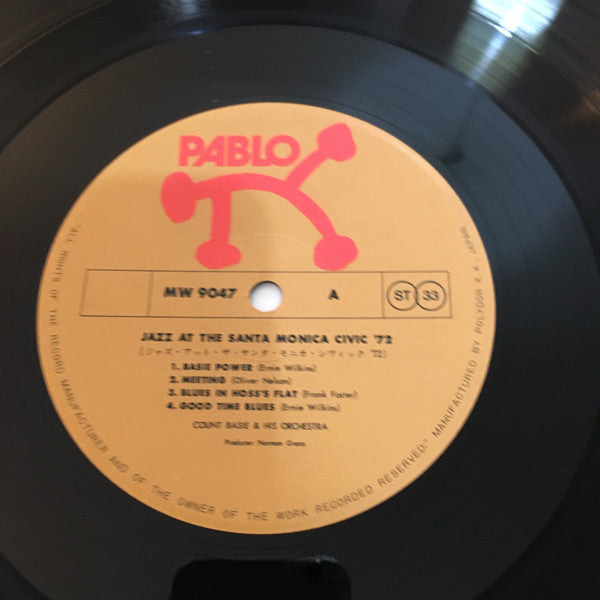 PABLO
MW 9047 A ST 33
JAZZ AT THE SANTA MONICA CIVIC '72
(ジャズ・アット・ザ・サンタ・モニカ・シヴィック '72)
1. BASIE POWER (Ernie Wilkins)
2. MEETING (Oliver Nelson)
3. BLUES IN HOSS'S FLAT (Frank Foster)
4. GOOD TIME BLUES (Ernie Wilkins)
COUNT BASIE & HIS ORCHESTRA
Producer Norman Granz
"ALL RIGHTS OF THE RECORD MANUFACTURER AND OF THE OWNER OF THE WORK RECORDED RESERVED." MANUFACTURED BY POLYDOR K.K., JAPAN.